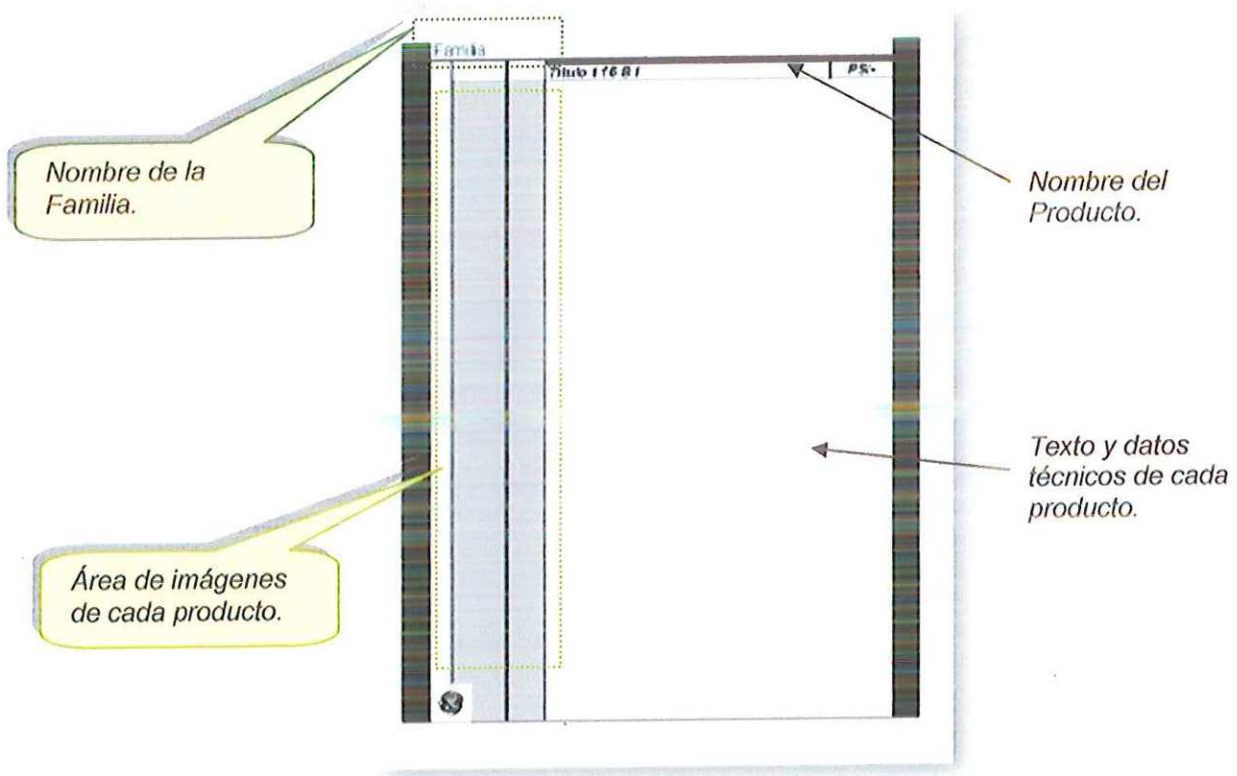 Familia
Nombre de la
Familia.
Nombre del
Producto.
Texto y datos
técnicos de cada
producto.
Área de imágenes
de cada producto.